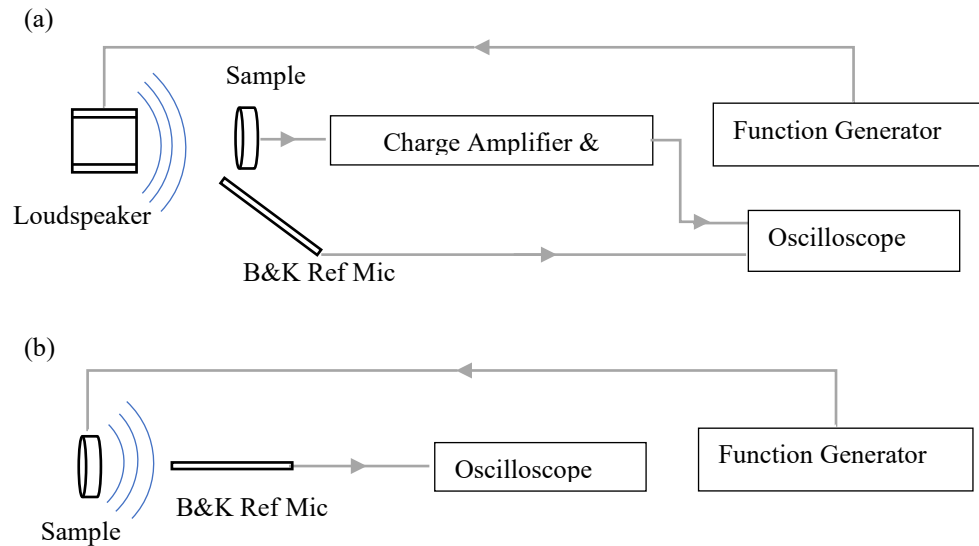 (a)
Sample
Function Generator
Charge Amplifier &
Loudspeaker
Oscilloscope
B&K Ref Mic
(b)
Function Generator
Oscilloscope
B&K Ref Mic
Sample